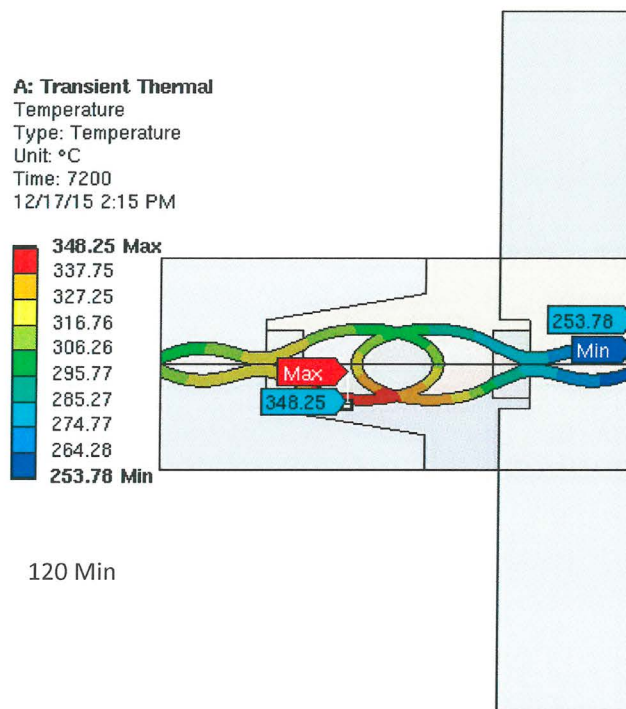 A: Transient Thermal
Temperature
Type: Temperature
Unit: °C
Time: 7200
12/17/15 2:15 PM
348.25 Max
337.75
327.25
316.76
306.26
295.77
285.27
274.77
264.28
253.78 Min
253.78
Min
Max
348.25
120 Min